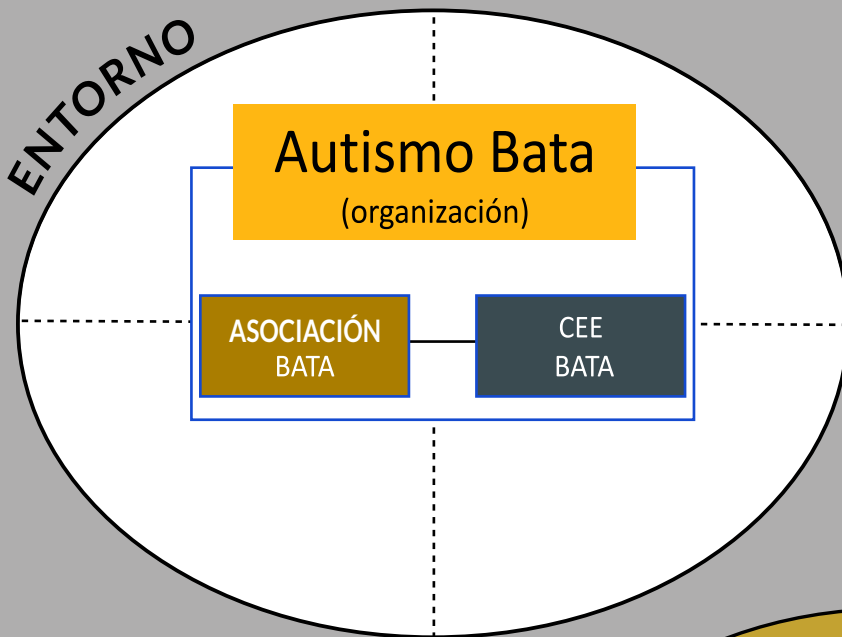 ENTORNO
Autismo Bata
(organización)
ASOCIACIÓN
BATA
CEE
BATA